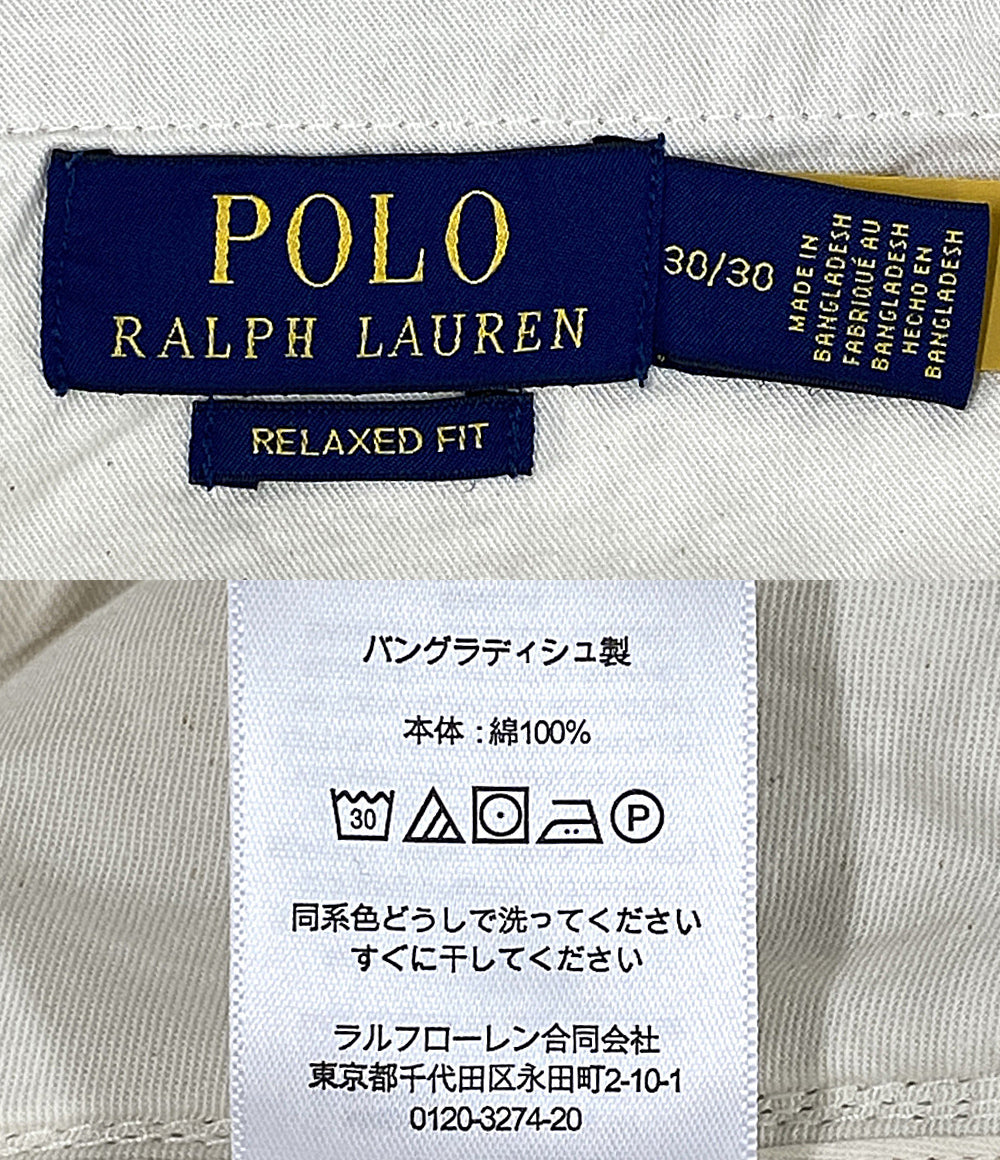 POLO
RALPH LAUREN
RELAXED FIT
30/30
MADE IN
BANGLADESH
FABRIQUÉ AU
BANGLADESH
HECHO EN
BANGLADESH
バングラディシュ製
本体：綿100%
30
P
同系色どうしで洗ってください
すぐに干してください
ラルフローレン合同会社
東京都千代田区永田町2-10-1
0120-3274-20